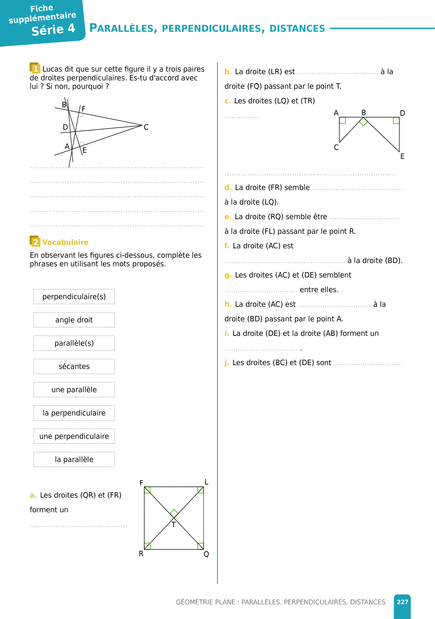 Fiche
supplémentaire
Série 4
PARALLÈLES, PERPENDICULAIRES, DISTANCES
1 Lucas dit que sur cette figure il y a trois paires
de droites perpendiculaires. Es-tu d'accord avec
lui ? Si non, pourquoi ?
B
F
D
C
A
E
2 Vocabulaire
En observant les figures ci-dessous, complète les
phrases en utilisant les mots proposés.
perpendiculaire(s)
angle droit
parallèle(s)
sécantes
une parallèle
la perpendiculaire
une perpendiculaire
la parallèle
a. Les droites (QR) et (FR)
forment un
F
L
T
R
Q
b. La droite (LR) est ................................ à la
droite (FQ) passant par le point T.
c. Les droites (LQ) et (TR)
A
B
D
C
E
d. La droite (FR) semble ................................
à la droite (LQ).
e. La droite (RQ) semble être ................................
à la droite (FL) passant par le point R.
f. La droite (AC) est
................................ à la droite (BD).
g. Les droites (AC) et (DE) semblent
................................ entre elles.
h. La droite (AC) est ................................ à la
droite (BD) passant par le point A.
i. La droite (DE) et la droite (AB) forment un
................................ .
j. Les droites (BC) et (DE) sont ................................
GÉOMÉTRIE PLANE : PARALLÈLES, PERPENDICULAIRES, DISTANCES
227